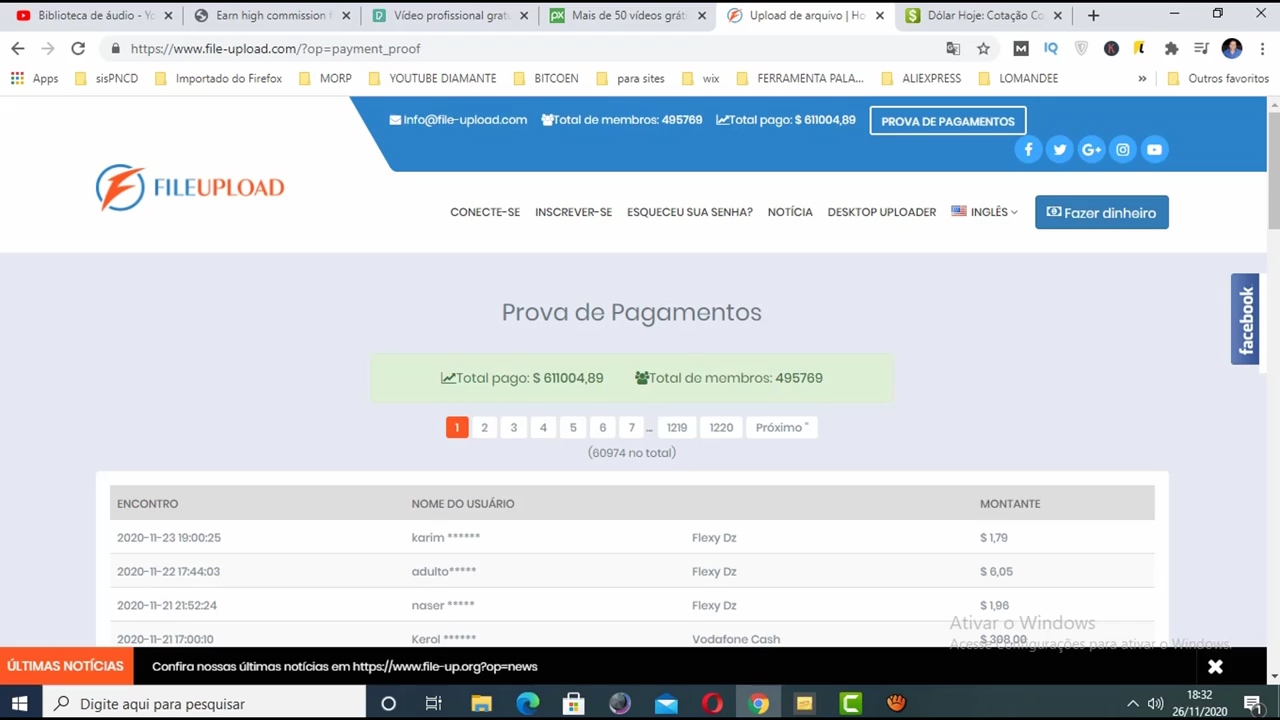 Biblioteca de áudio - Yo
Earn high commission f
Vídeo profissional gratu
Mais de 50 vídeos gráti
Upload de arquivo | Ho
Dólar Hoje: Cotação Co
https://www.file-upload.com/?op=payment_proof
Apps
sisPNCD
Importado do Firefox
MORP
YOUTUBE DIAMANTE
BITCOEN
para sites
wix
FERRAMENTA PALA...
ALIEXPRESS
LOMANDEE
»
Outros favoritos
Info@file-upload.com
Total de membros: 495769
Total pago: $ 611004,89
PROVA DE PAGAMENTOS
FILEUPLOAD
CONECTE-SE
INSCREVER-SE
ESQUECEU SUA SENHA?
NOTÍCIA
DESKTOP UPLOADER
INGLÊS
Fazer dinheiro
facebook
Prova de Pagamentos
Total pago: $ 611004,89 Total de membros: 495769
1 2 3 4 5 6 7 ... 1219 1220 Próximo "
(60974 no total)
ENCONTRO NOME DO USUÁRIO MONTANTE
2020-11-23 19:00:25 karim ****** Flexy Dz $ 1,79
2020-11-22 17:44:03 adulto***** Flexy Dz $ 6,05
2020-11-21 21:52:24 naser ***** Flexy Dz $ 1,96
2020-11-21 17:00:10 Kerol ****** Vodafone Cash $ 308,00
Ativar o Windows
Acesse Configurações para ativar o Windows.
ÚLTIMAS NOTÍCIAS
Confira nossas últimas notícias em https://www.file-up.org?op=news
Digite aqui para pesquisar
18:32
26/11/2020